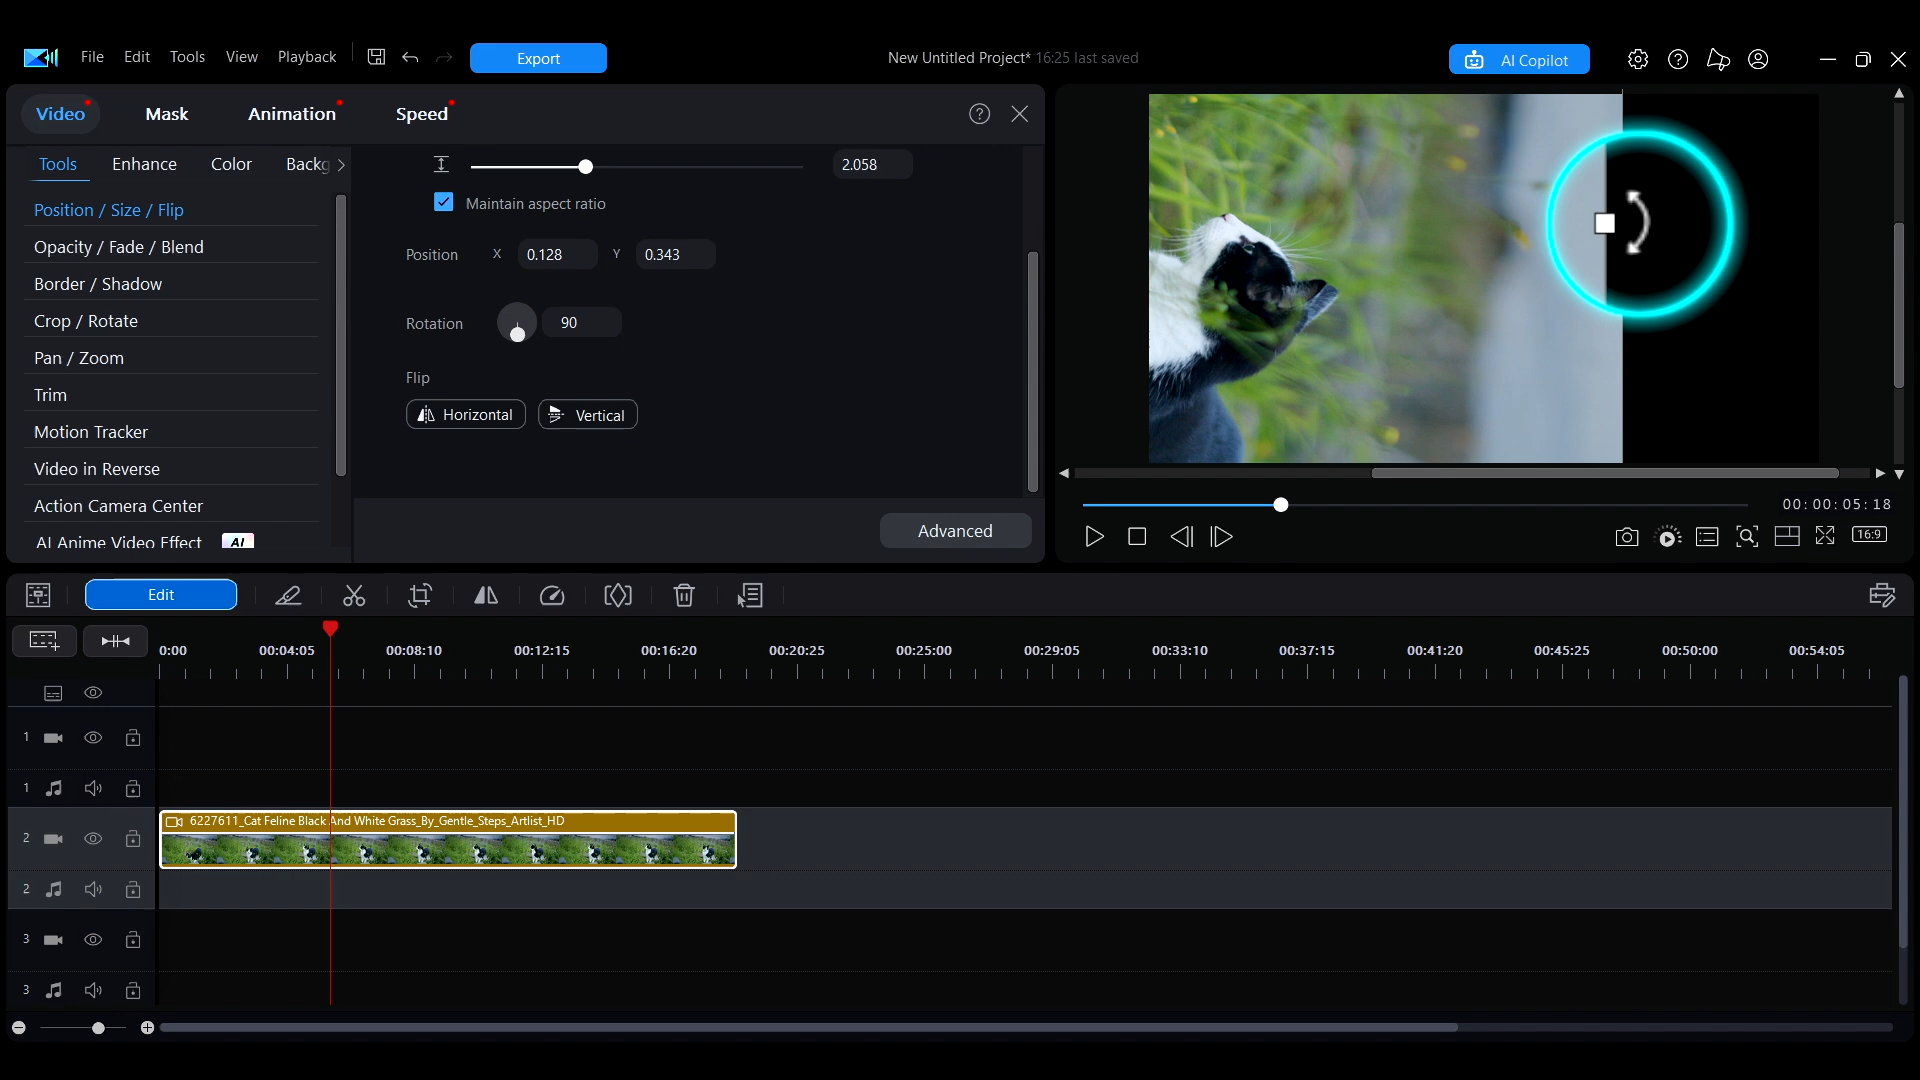 File Edit Tools View Playback Export New Untitled Project* 16:25 last saved AI Copilot
Video Mask Animation Speed
Tools Enhance Color Backg
2.058
Maintain aspect ratio
Position / Size / Flip
Opacity / Fade / Blend
Position X 0.128 Y 0.343
Border / Shadow
Crop / Rotate
Rotation 90
Pan / Zoom
Flip
Trim
Horizontal Vertical
Motion Tracker
Video in Reverse
Action Camera Center
AI Anime Video Effect AI
Advanced
00:00:05:18
16:9
Edit
0:00 00:04:05 00:08:10 00:12:15 00:16:20 00:20:25 00:25:00 00:29:05 00:33:10 00:37:15 00:41:20 00:45:25 00:50:00 00:54:05
1
1
6227611_Cat Feline Black And White Grass_By_Gentle_Steps_Artlist_HD
2
2
3
3